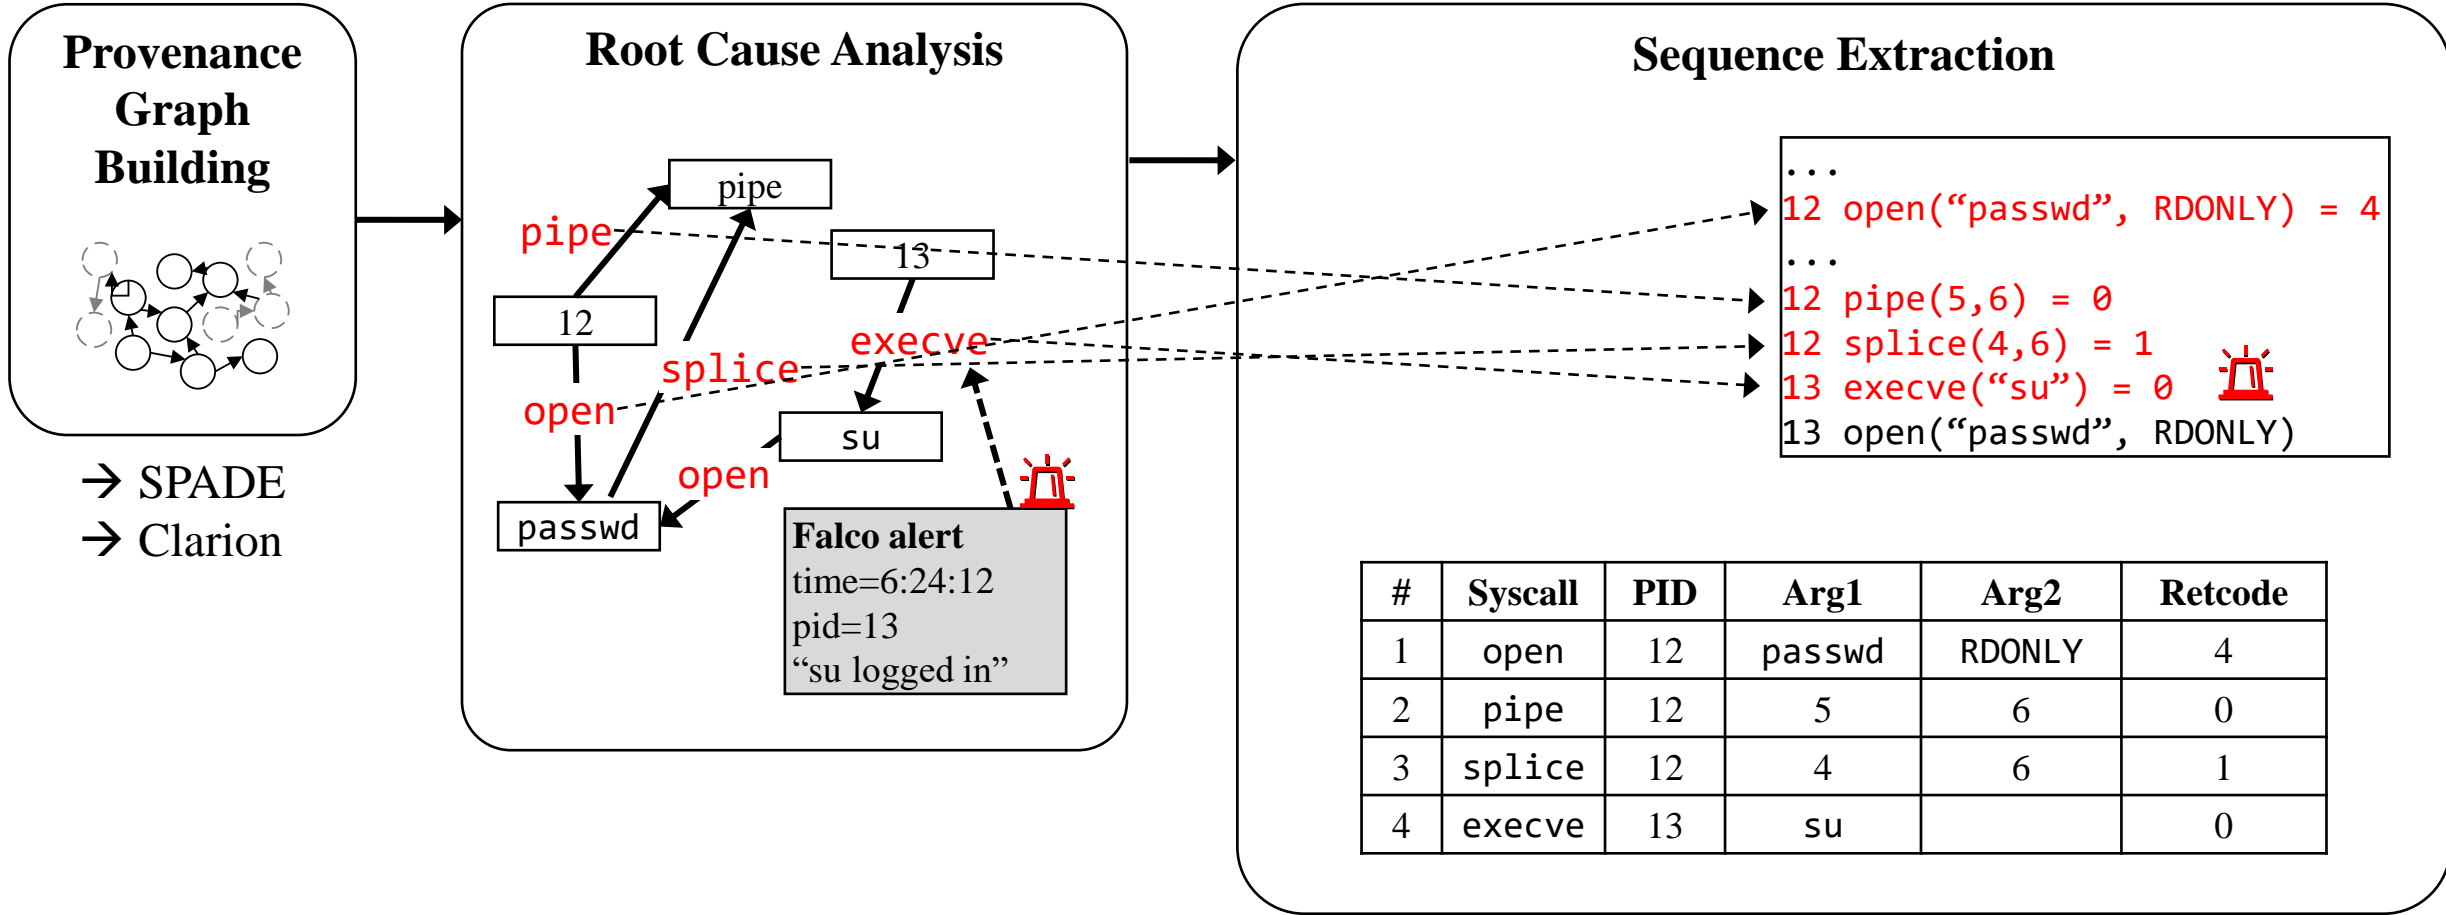 Provenance
Graph
Building
→ SPADE
→ Clarion
Root Cause Analysis
pipe
pipe
13
12
execve
splice
open
su
open
passwd
Falco alert
time=6:24:12
pid=13
“su logged in”
Sequence Extraction
...
12 open(“passwd”, RDONLY) = 4
...
12 pipe(5,6) = 0
12 splice(4,6) = 1
13 execve(“su”) = 0
13 open(“passwd”, RDONLY)
# Syscall PID Arg1 Arg2 Retcode
1 open 12 passwd RDONLY 4
2 pipe 12 5 6 0
3 splice 12 4 6 1
4 execve 13 su 0